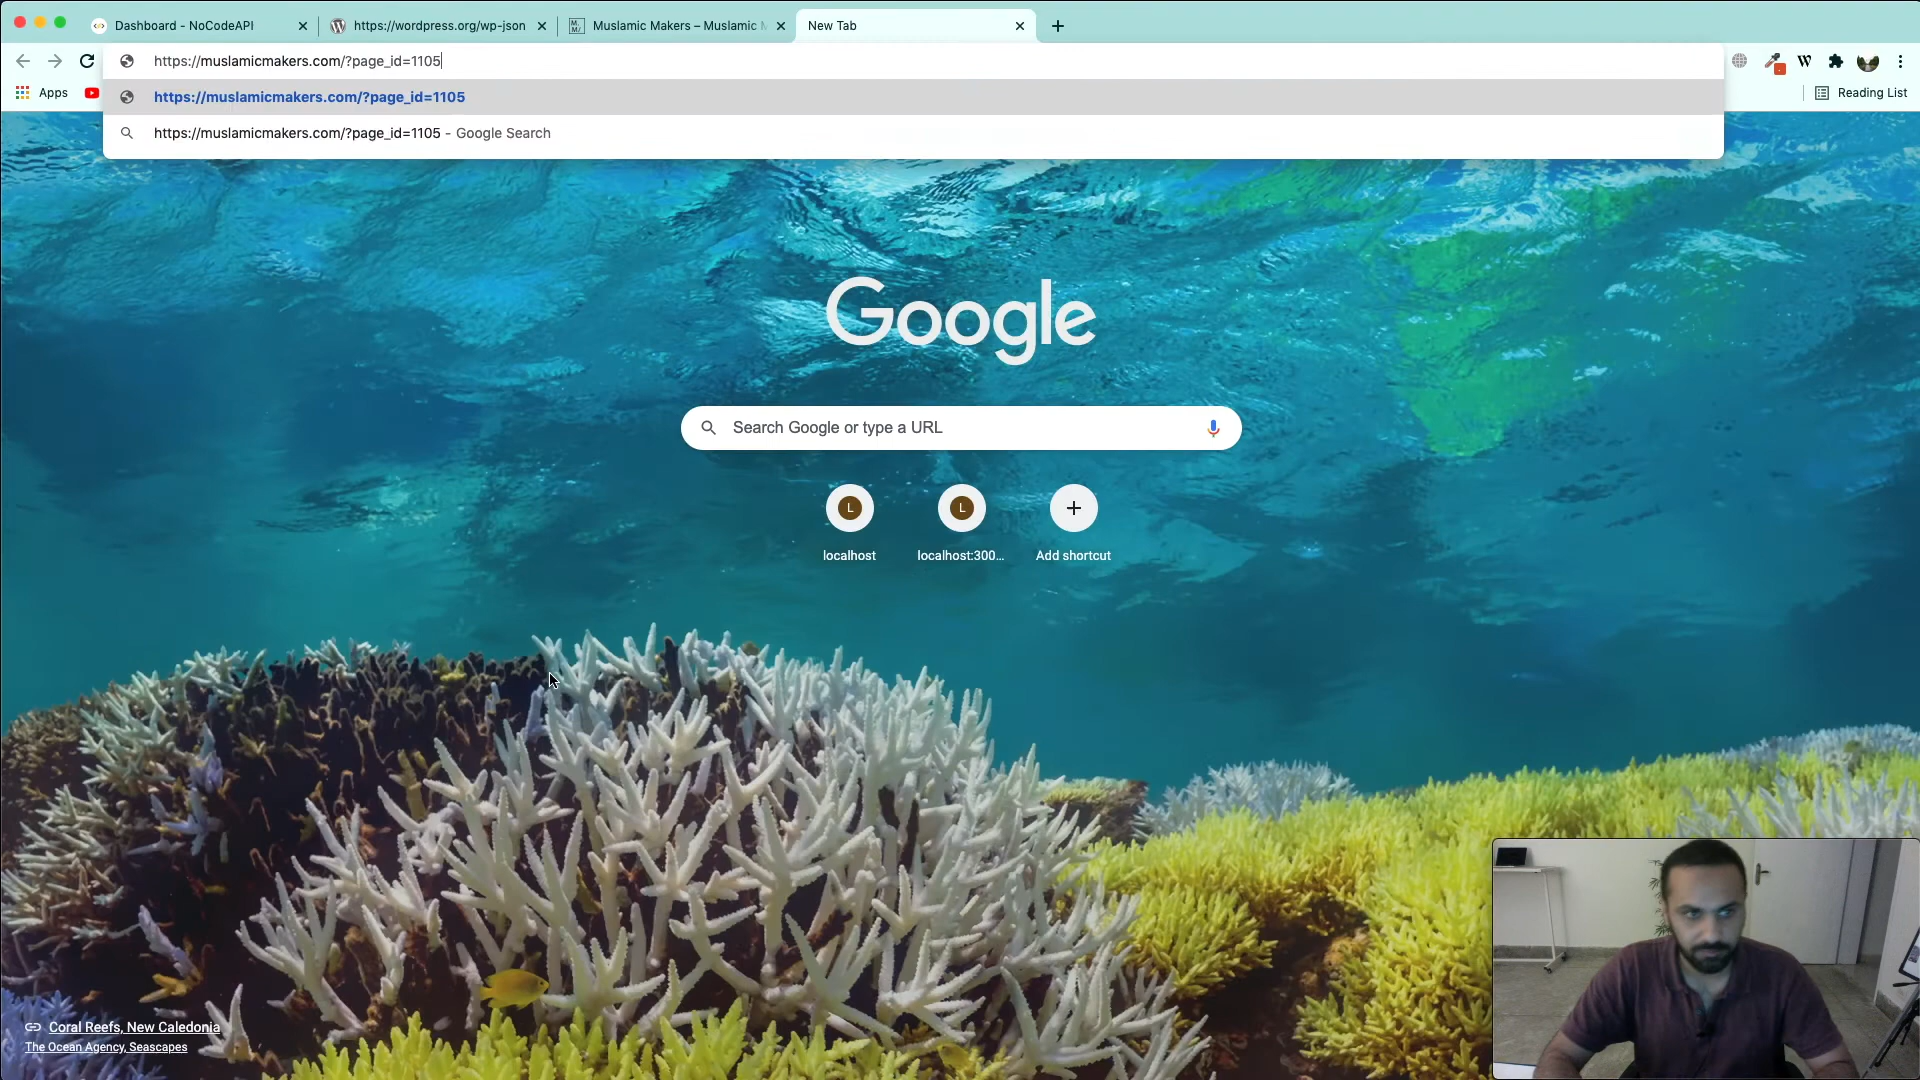 Dashboard - NoCodeAPI
https://wordpress.org/wp-json
Muslamic Makers – Muslamic M
New Tab
https://muslamicmakers.com/?page_id=1105
W
Apps
https://muslamicmakers.com/?page_id=1105
Reading List
https://muslamicmakers.com/?page_id=1105 - Google Search
Google
Search Google or type a URL
L
L
localhost
localhost:300...
Add shortcut
Coral Reefs, New Caledonia
The Ocean Agency, Seascapes